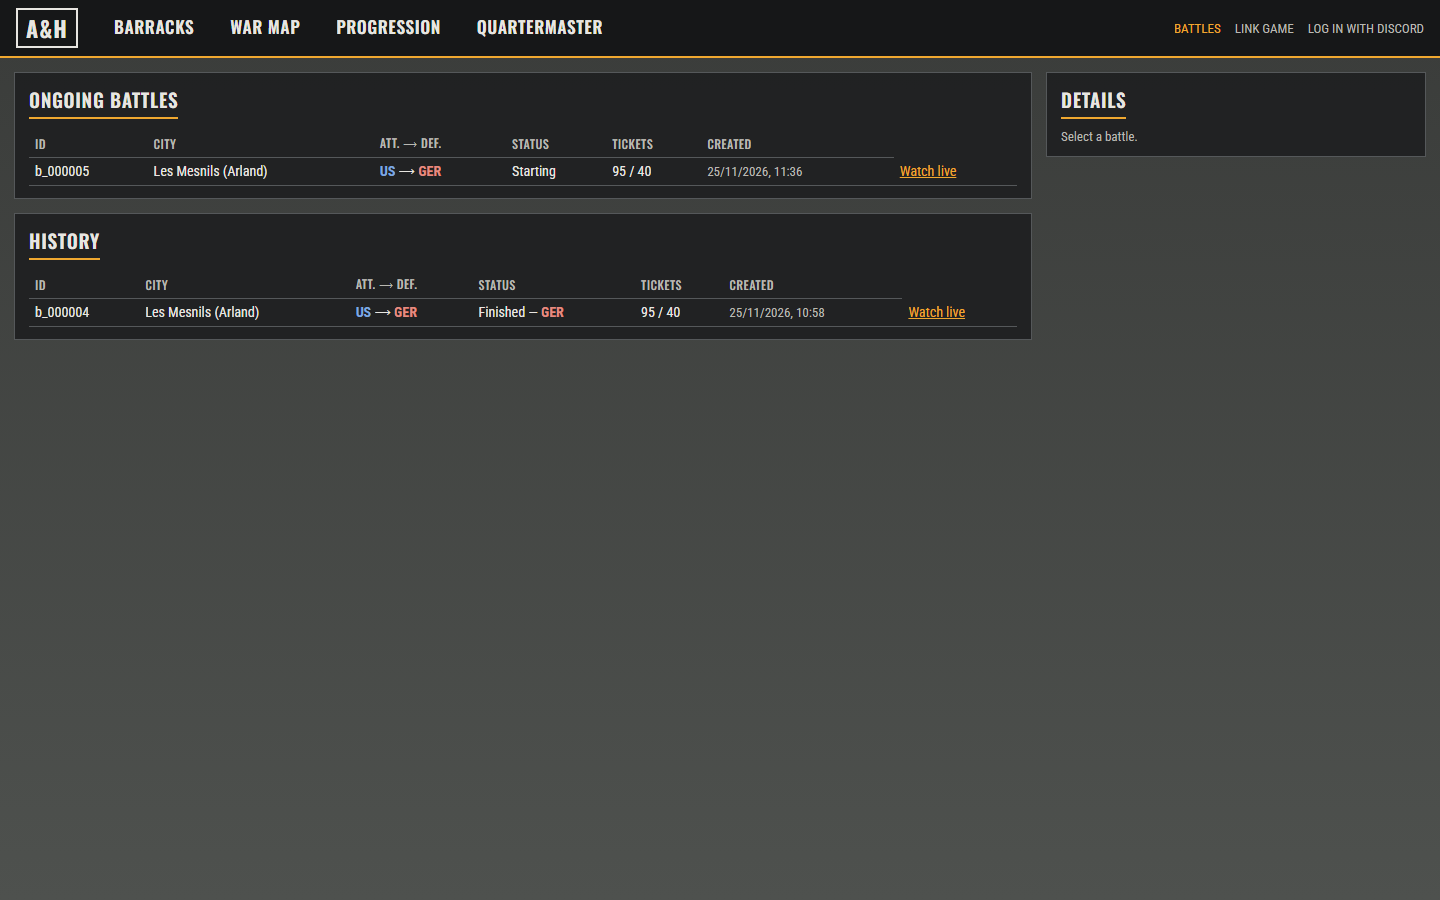 A&H BARRACKS WAR MAP PROGRESSION QUARTERMASTER BATTLES LINK GAME LOG IN WITH DISCORD
ONGOING BATTLES
ID CITY ATT. → DEF. STATUS TICKETS CREATED
b_000005 Les Mesnils (Arland) US → GER Starting 95 / 40 25/11/2026, 11:36 Watch live
HISTORY
ID CITY ATT. → DEF. STATUS TICKETS CREATED
b_000004 Les Mesnils (Arland) US → GER Finished – GER 95 / 40 25/11/2026, 10:58 Watch live
DETAILS
Select a battle.